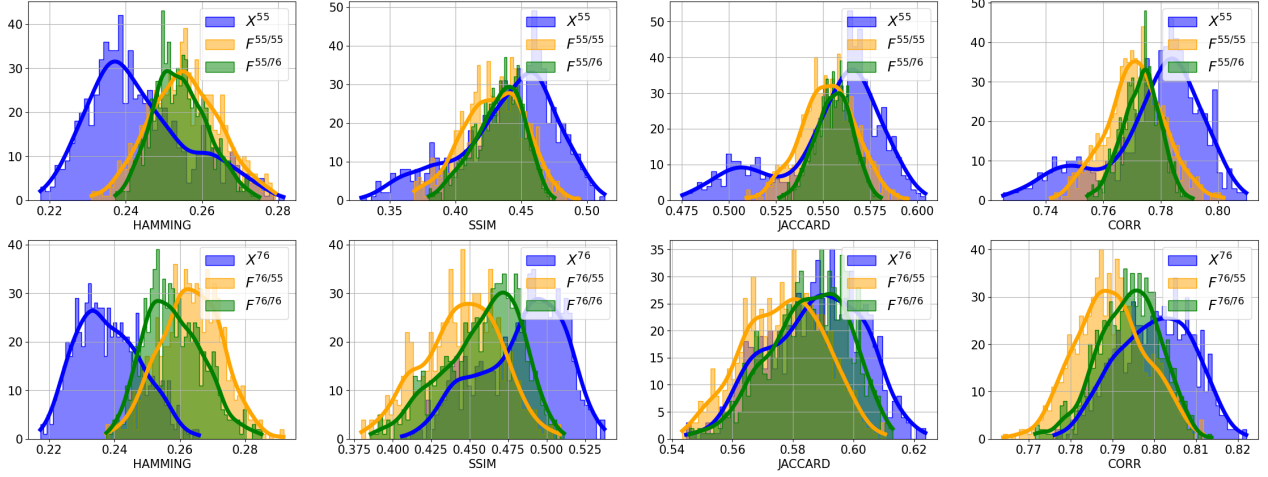 40
30
20
10
0
0.22
0.24
0.26
0.28
HAMMING
X^55
F^55/55
F^55/76
50
40
30
20
10
0
0.35
0.40
0.45
0.50
SSIM
X^55
F^55/55
F^55/76
50
40
30
20
10
0
0.475
0.500
0.525
0.550
0.575
0.600
JACCARD
X^55
F^55/55
F^55/76
50
40
30
20
10
0
0.74
0.76
0.78
0.80
CORR
X^55
F^55/55
F^55/76
40
30
20
10
0
0.22
0.24
0.26
0.28
HAMMING
X^76
F^76/55
F^76/76
40
30
20
10
0
0.375
0.400
0.425
0.450
0.475
0.500
0.525
SSIM
X^76
F^76/55
F^76/76
35
30
25
20
15
10
5
0
0.54
0.56
0.58
0.60
0.62
JACCARD
X^76
F^76/55
F^76/76
40
30
20
10
0
0.77
0.78
0.79
0.80
0.81
0.82
CORR
X^76
F^76/55
F^76/76